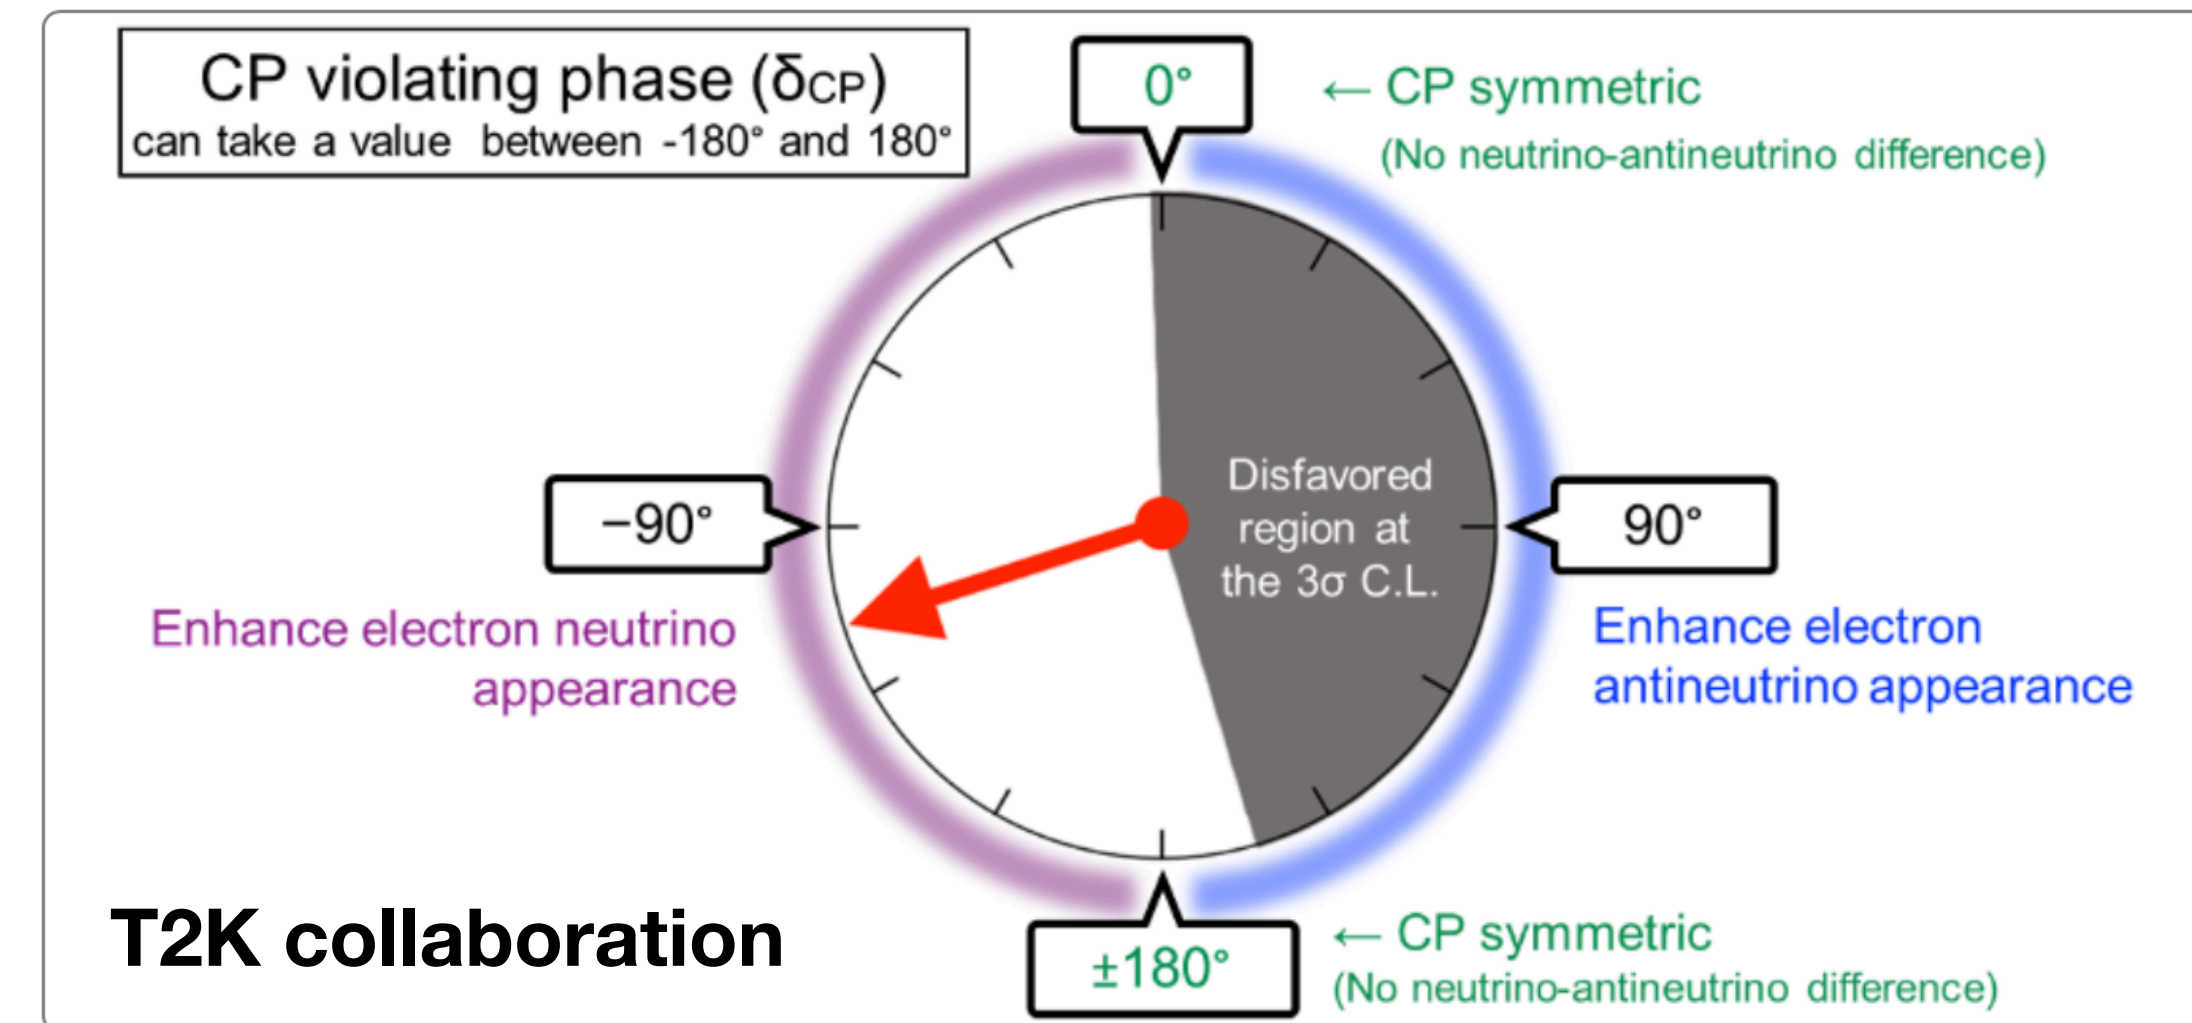 CP violating phase (δCP)
can take a value between -180° and 180°
0°
← CP symmetric
(No neutrino-antineutrino difference)
Disfavored
region at
the 3σ C.L.
−90°
90°
Enhance electron neutrino
appearance
Enhance electron
antineutrino appearance
T2K collaboration
±180°
← CP symmetric
(No neutrino-antineutrino difference)